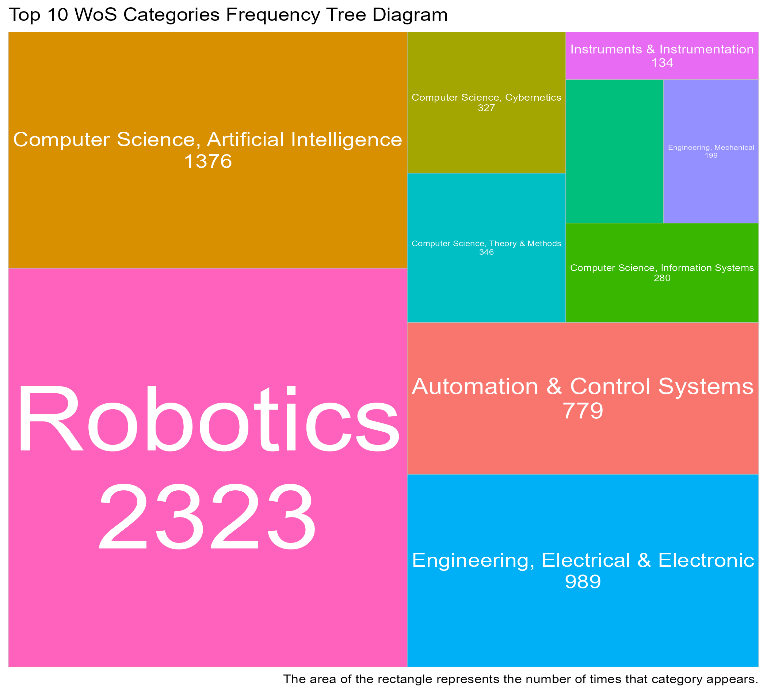 Top 10 WoS Categories Frequency Tree Diagram
Computer Science, Artificial Intelligence
1376
Computer Science, Cybernetics
327
Instruments & Instrumentation
134
Engineering, Mechanical
199
Computer Science, Theory & Methods
346
Computer Science, Information Systems
280
Robotics
2323
Automation & Control Systems
779
Engineering, Electrical & Electronic
989
The area of the rectangle represents the number of times that category appears.